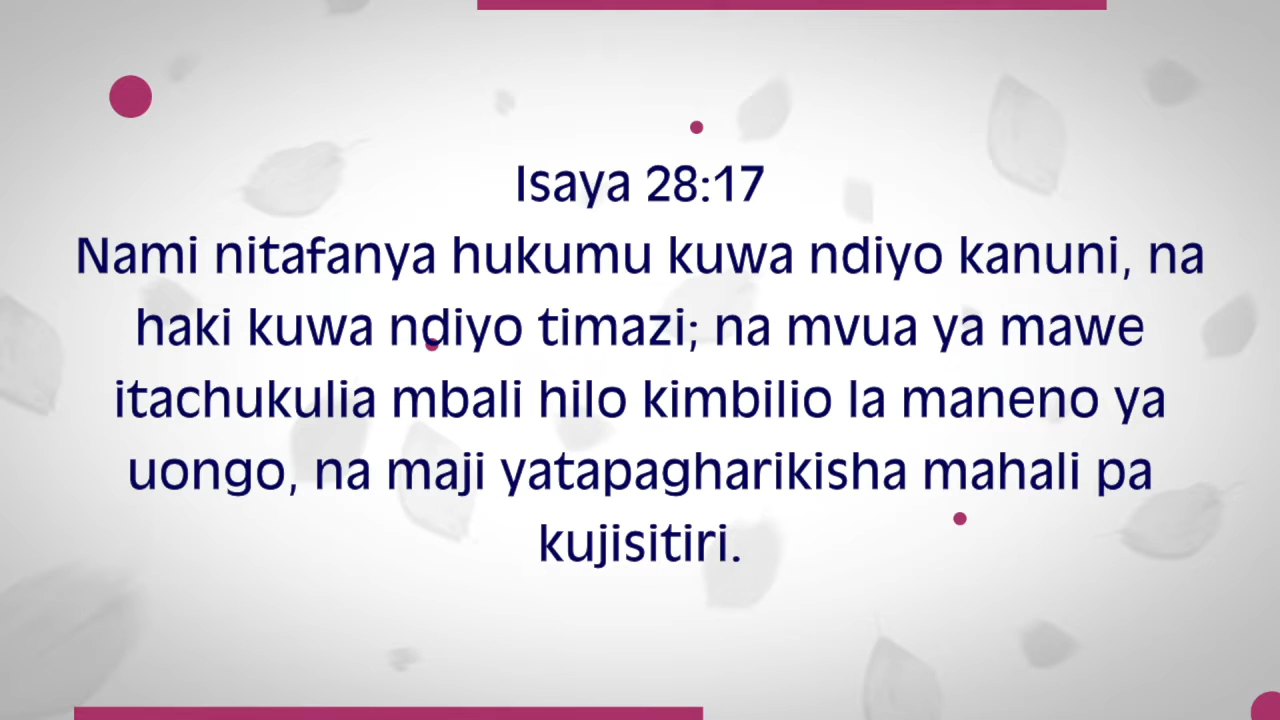 Isaya 28:17
Nami nitafanya hukumu kuwa ndiyo kanuni, na
haki kuwa ndiyo timazi; na mvua ya mawe
itachukulia mbali hilo kimbilio la maneno ya
uongo, na maji yatapagharikisha mahali pa
kujisitiri.